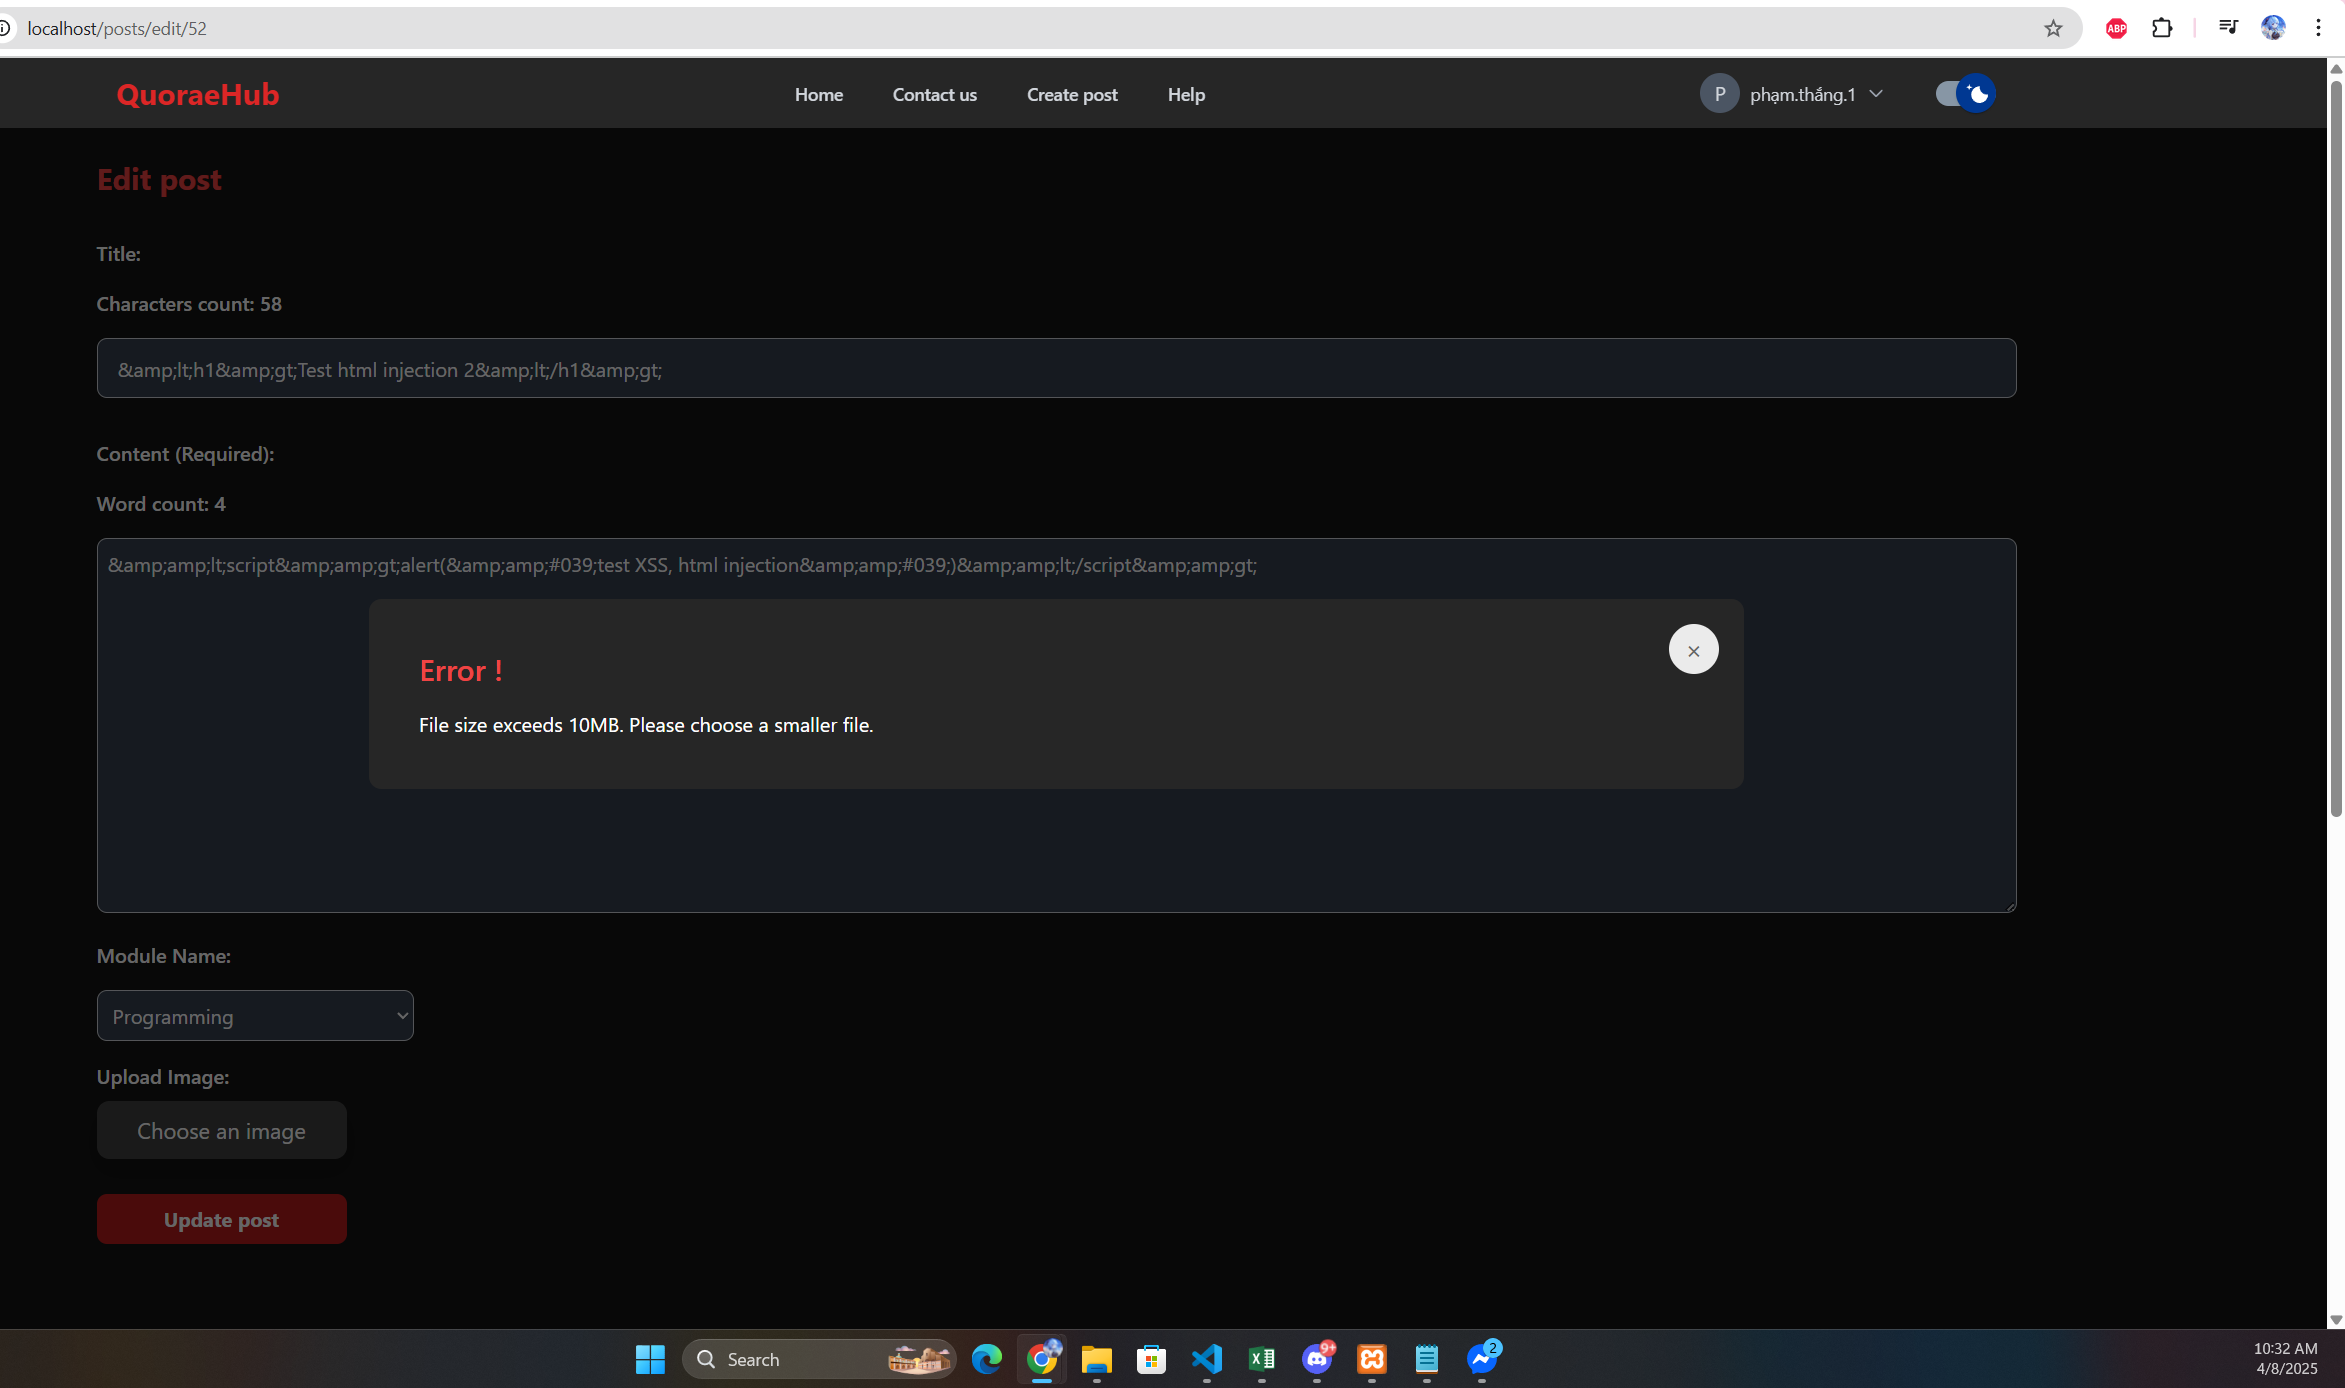 localhost/posts/edit/52
ABP
QuoraeHub
Home
Contact us
Create post
Help
P
phạm.thắng.1
Edit post
Title:
Characters count: 58
&amp;lt;h1&amp;gt;Test html injection 2&amp;lt;/h1&amp;gt;
Content (Required):
Word count: 4
&amp;amp;lt;script&amp;amp;gt;alert(&amp;amp;#039;test XSS, html injection&amp;amp;#039;)&amp;amp;lt;/script&amp;amp;gt;
Error !
×
File size exceeds 10MB. Please choose a smaller file.
Module Name:
Programming
Upload Image:
Choose an image
Update post
Search
9+
2
10:32 AM
4/8/2025